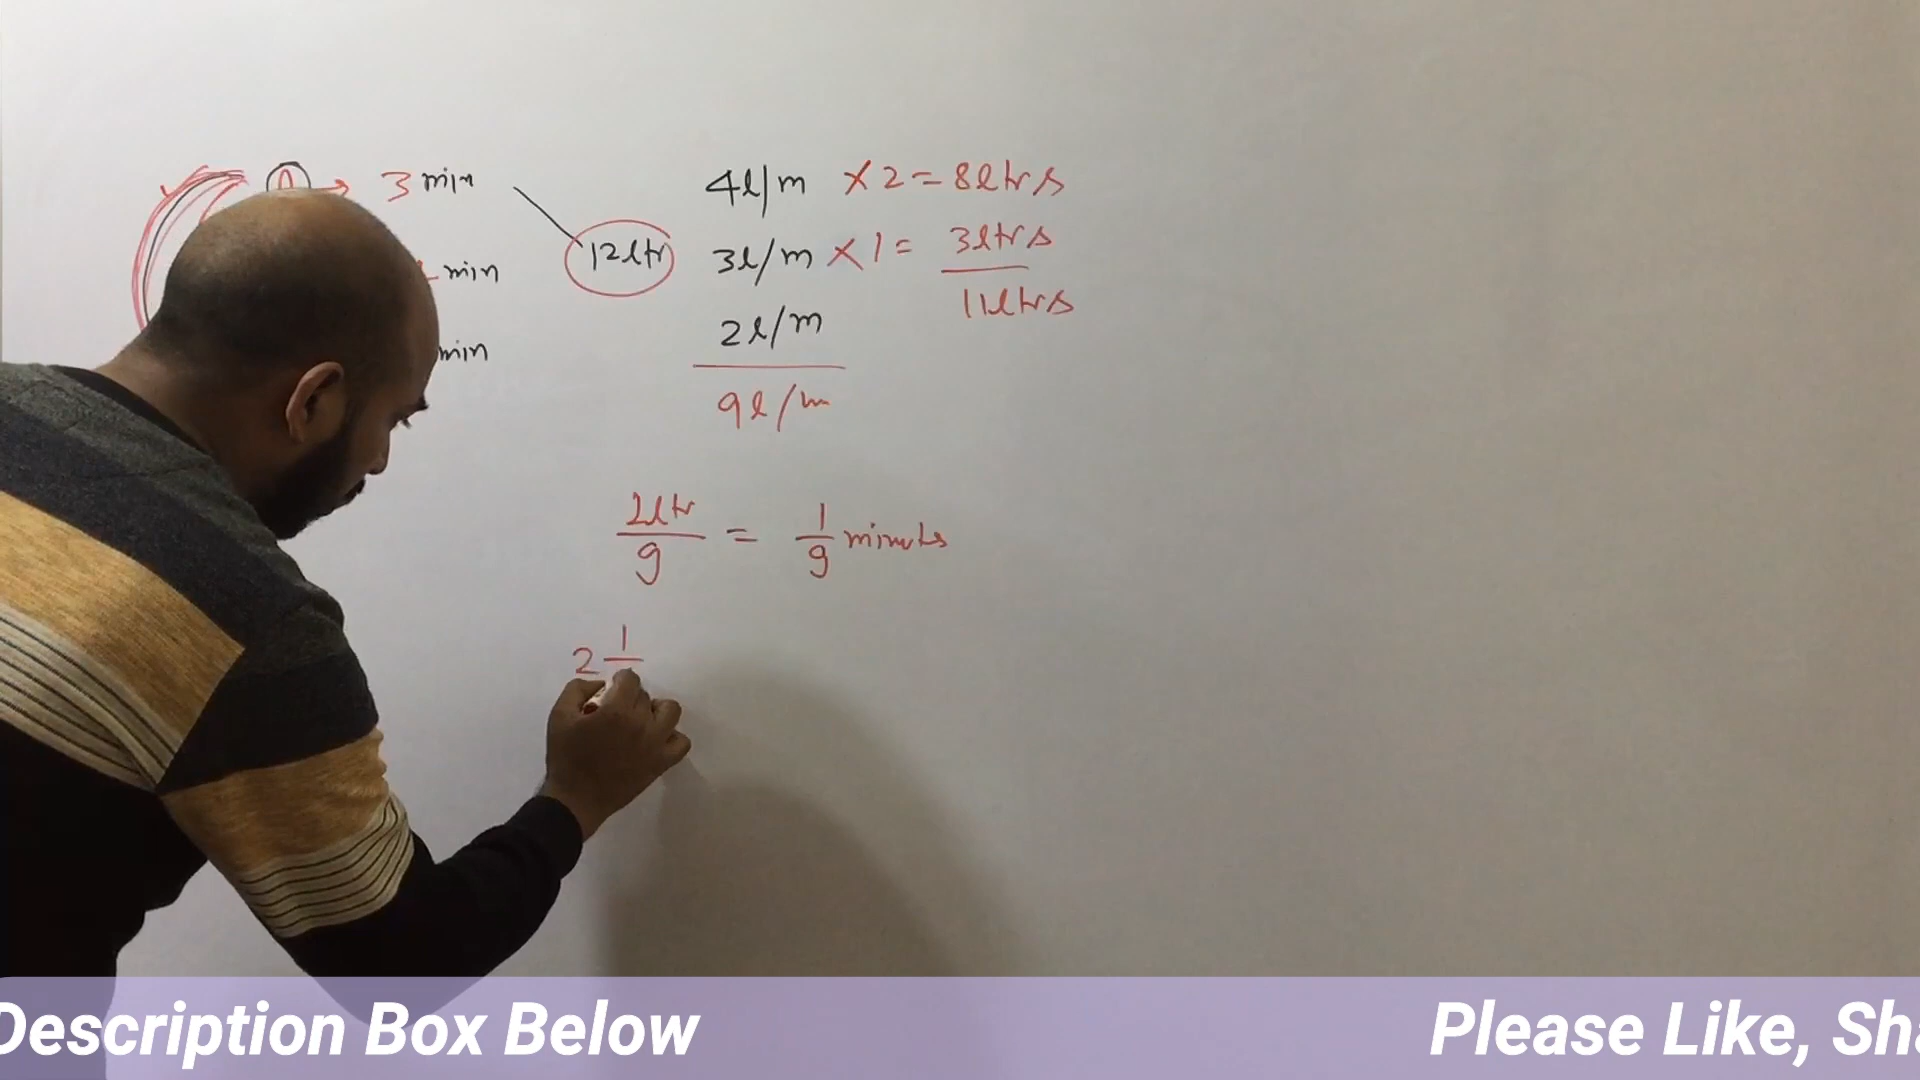 3 min
4l/m × 2 = 8ltrs
12ltr
min
3l/m × 1 = 3ltrs
11ltrs
min
2l/m
9l/m
1ltr/9 = 1/9 minuts
2 1
Description Box Below
Please Like, Sha